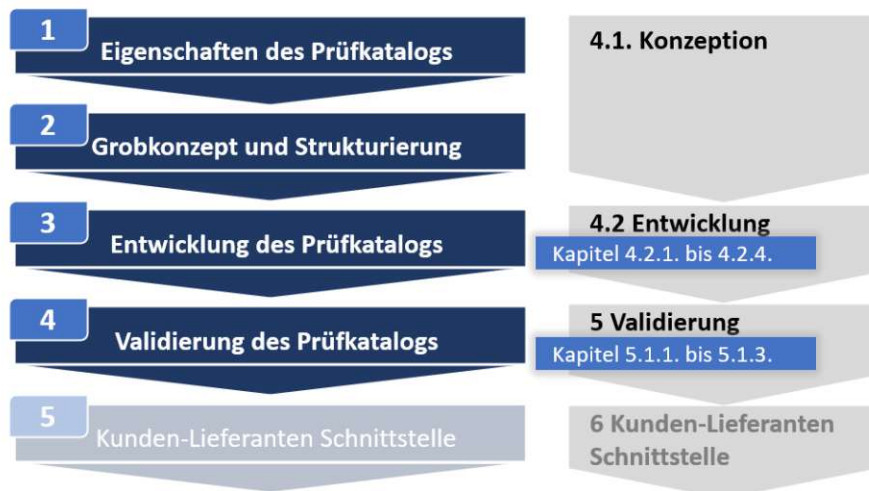 1
Eigenschaften des Prüfkatalogs
4.1. Konzeption
2
Grobkonzept und Strukturierung
3
Entwicklung des Prüfkatalogs
4.2 Entwicklung
Kapitel 4.2.1. bis 4.2.4.
4
Validierung des Prüfkatalogs
5 Validierung
Kapitel 5.1.1. bis 5.1.3.
5
Kunden-Lieferanten Schnittstelle
6 Kunden-Lieferanten
Schnittstelle